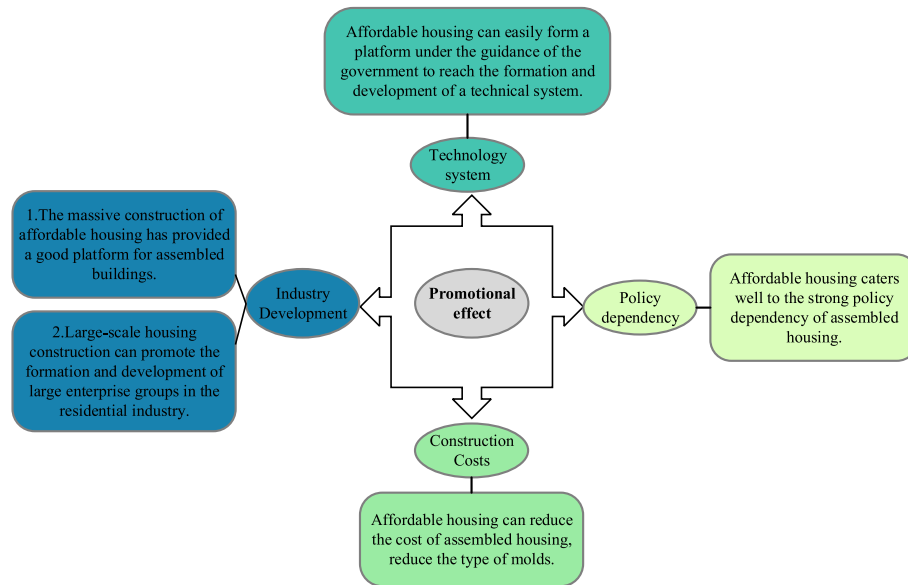 Affordable housing can easily form a
platform under the guidance of the
government to reach the formation and
development of a technical system.
Technology
system
1.The massive construction of
affordable housing has provided
a good platform for assembled
buildings.
2.Large-scale housing
construction can promote the
formation and development of
large enterprise groups in the
residential industry.
Industry
Development
Promotional
effect
Policy
dependency
Affordable housing caters
well to the strong policy
dependency of assembled
housing.
Construction
Costs
Affordable housing can reduce
the cost of assembled housing,
reduce the type of molds.